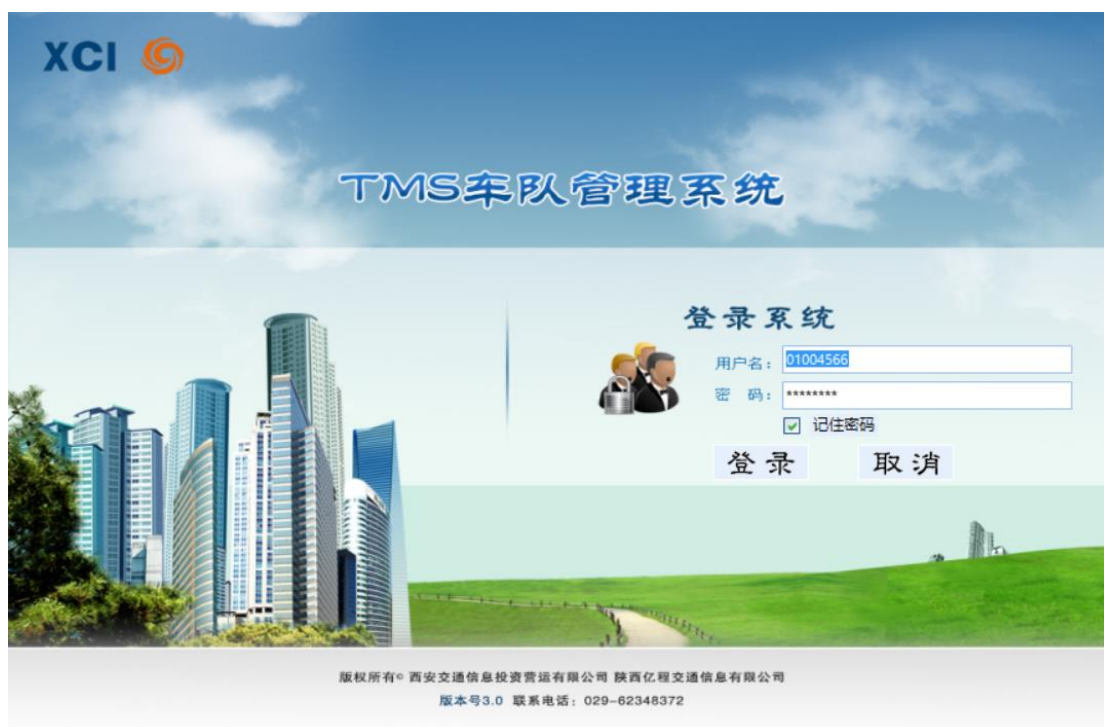 XCI
TMS车队管理系统
登录系统
用户名：01004566
密 码：********
记住密码
登录 取消
版权所有© 西安交通信息投资营运有限公司 陕西亿程交通信息有限公司
版本号3.0 联系电话：029-62348372